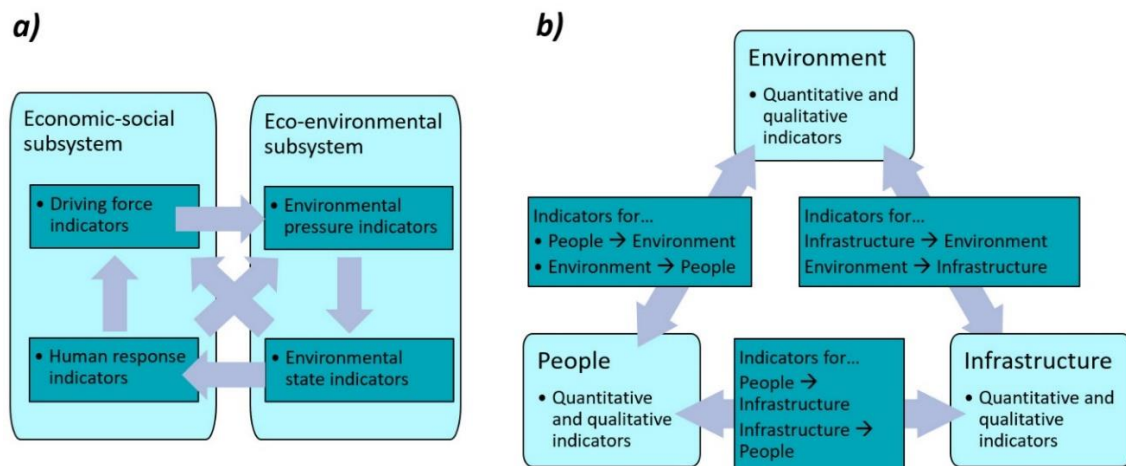 a)
Economic-social
subsystem
• Driving force
indicators
• Human response
indicators
Eco-environmental
subsystem
• Environmental
pressure indicators
• Environmental
state indicators
b)
Environment
• Quantitative and
qualitative
indicators
Indicators for…
• People → Environment
• Environment → People
Indicators for…
Infrastructure → Environment
Environment → Infrastructure
People
• Quantitative
and qualitative
indicators
Indicators for…
People →
Infrastructure
Infrastructure →
People
Infrastructure
• Quantitative and
qualitative
indicators